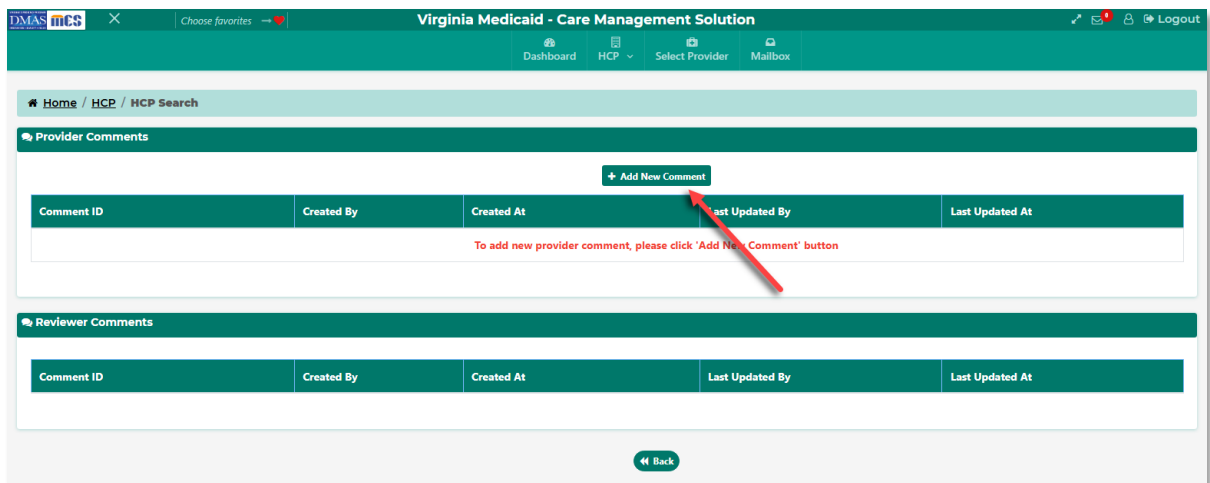 DMAS mes Choose favorites Virginia Medicaid - Care Management Solution Logout
Dashboard HCP Select Provider Mailbox
Home / HCP / HCP Search
Provider Comments
+ Add New Comment
Comment ID Created By Created At Last Updated By Last Updated At
To add new provider comment, please click 'Add New Comment' button
Reviewer Comments
Comment ID Created By Created At Last Updated By Last Updated At
Back